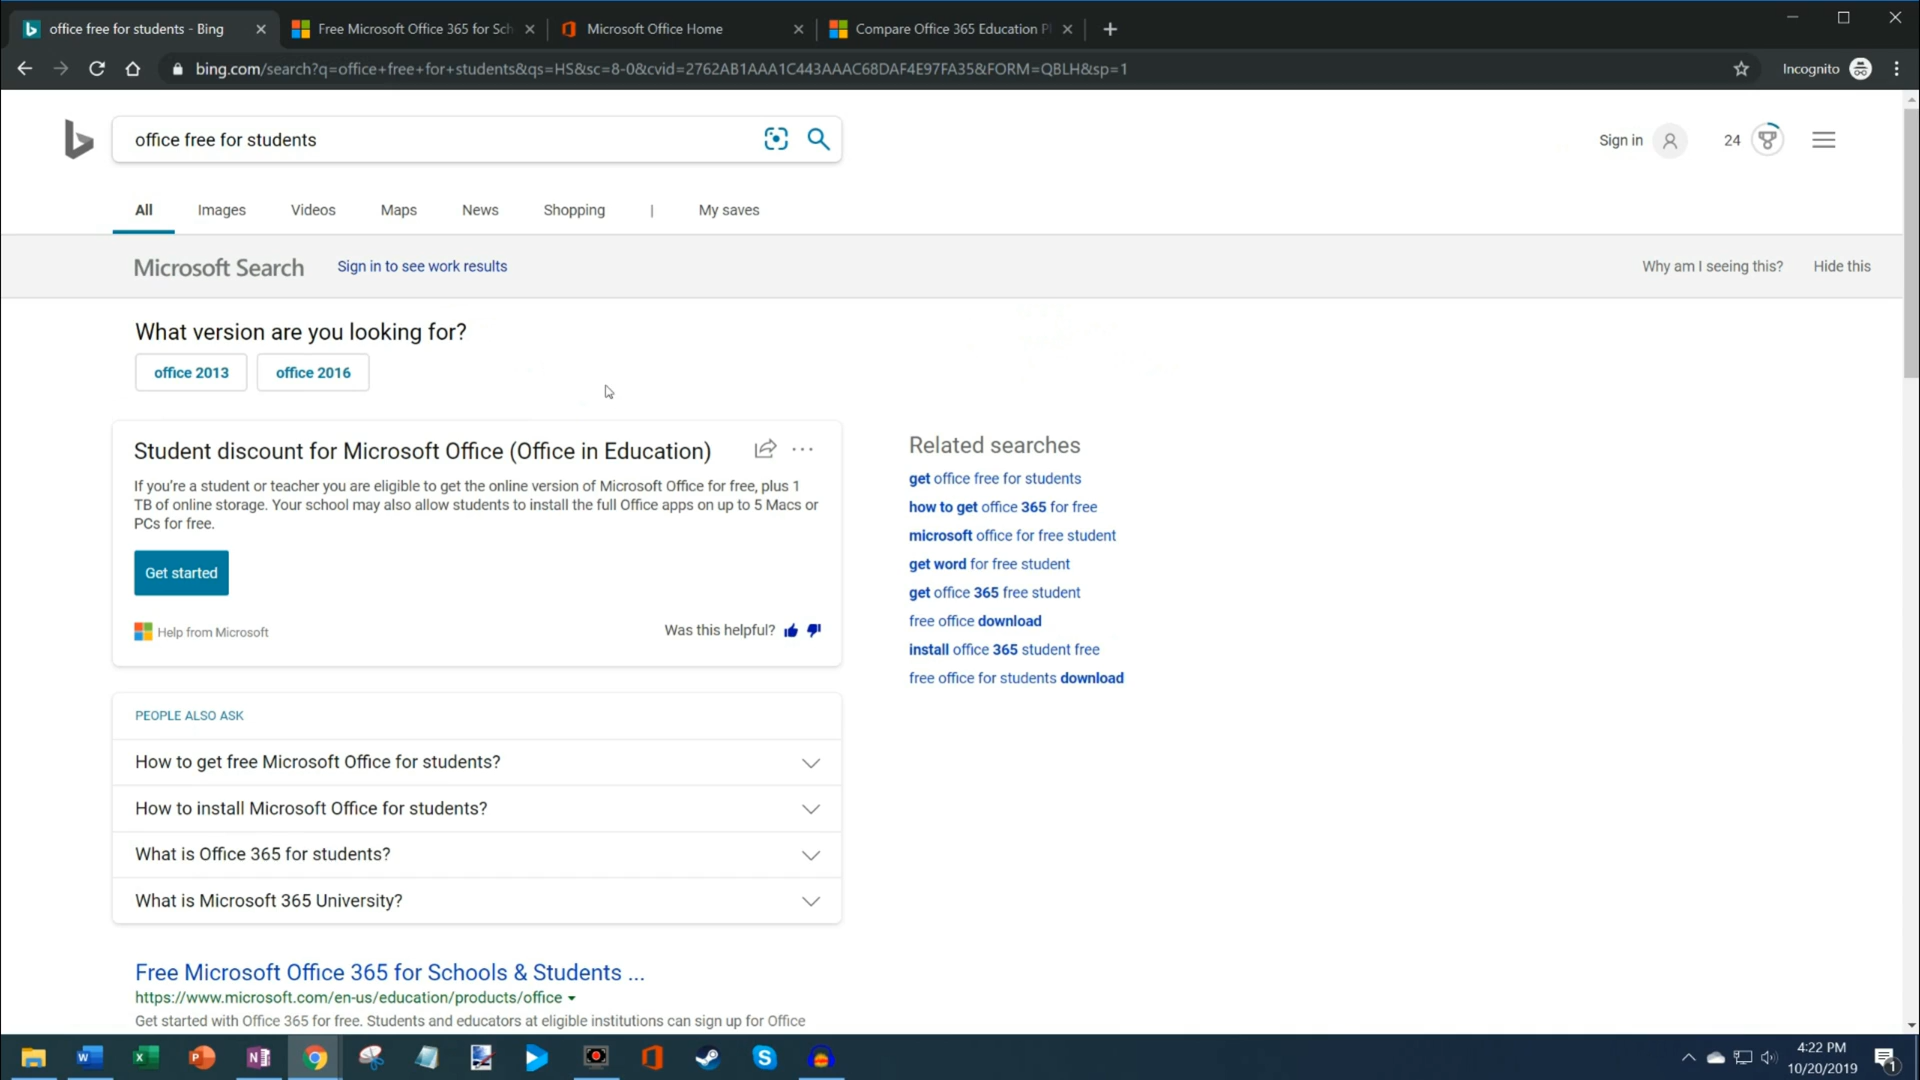 office free for students - Bing
Free Microsoft Office 365 for Sch
Microsoft Office Home
Compare Office 365 Education Pl
bing.com/search?q=office+free+for+students&qs=HS&sc=8-0&cvid=2762AB1AAA1C443AAAC68DAF4E97FA35&FORM=QBLH&sp=1
Incognito
office free for students
Sign in
24
All
Images
Videos
Maps
News
Shopping
|
My saves
Microsoft Search
Sign in to see work results
Why am I seeing this?
Hide this
What version are you looking for?
office 2013
office 2016
Student discount for Microsoft Office (Office in Education)
If you're a student or teacher you are eligible to get the online version of Microsoft Office for free, plus 1
TB of online storage. Your school may also allow students to install the full Office apps on up to 5 Macs or
PCs for free.
Get started
Help from Microsoft
Was this helpful?
Related searches
get office free for students
how to get office 365 for free
microsoft office for free student
get word for free student
get office 365 free student
free office download
install office 365 student free
free office for students download
PEOPLE ALSO ASK
How to get free Microsoft Office for students?
How to install Microsoft Office for students?
What is Office 365 for students?
What is Microsoft 365 University?
Free Microsoft Office 365 for Schools & Students ...
https://www.microsoft.com/en-us/education/products/office
Get started with Office 365 for free. Students and educators at eligible institutions can sign up for Office
4:22 PM
10/20/2019
1